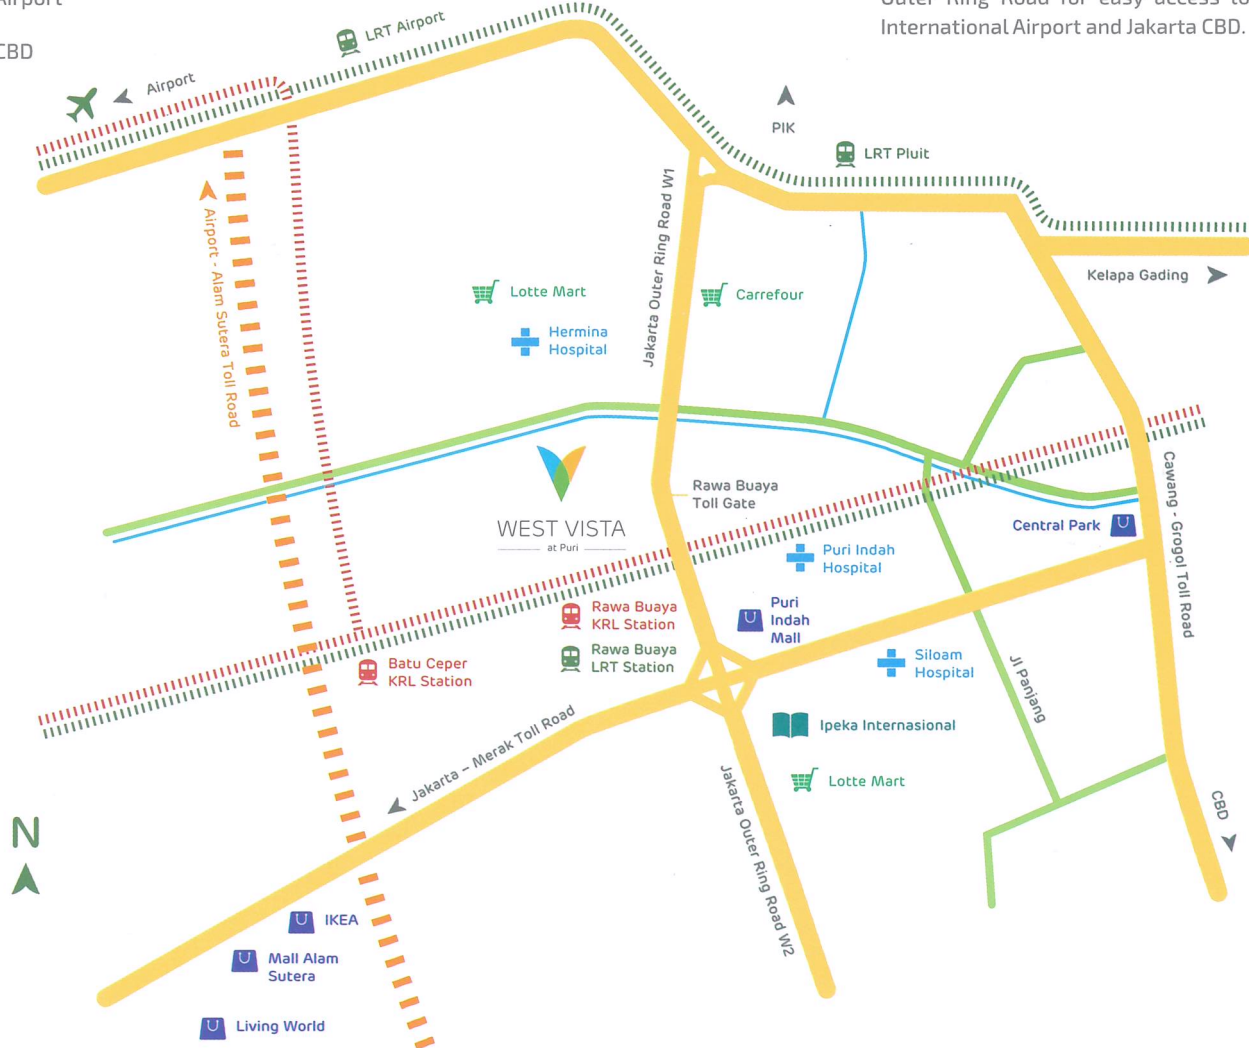 Airport
CBD
Outer Ring Road for easy access to
International Airport and Jakarta CBD.
LRT Airport
Airport
PIK
LRT Pluit
Airport - Alam Sutera Toll Road
Jakarta Outer Ring Road W1
Kelapa Gading
Lotte Mart
Carrefour
Hermina
Hospital
Rawa Buaya
Toll Gate
WEST VISTA
at Puri
Central Park
Cawang - Grogol Toll Road
Puri Indah
Hospital
Rawa Buaya
KRL Station
Puri
Indah
Mall
Rawa Buaya
LRT Station
Batu Ceper
KRL Station
Siloam
Hospital
Jl Panjang
Jakarta – Merak Toll Road
Ipeka Internasional
Lotte Mart
Jakarta Outer Ring Road W2
CBD
N
IKEA
Mall Alam
Sutera
Living World